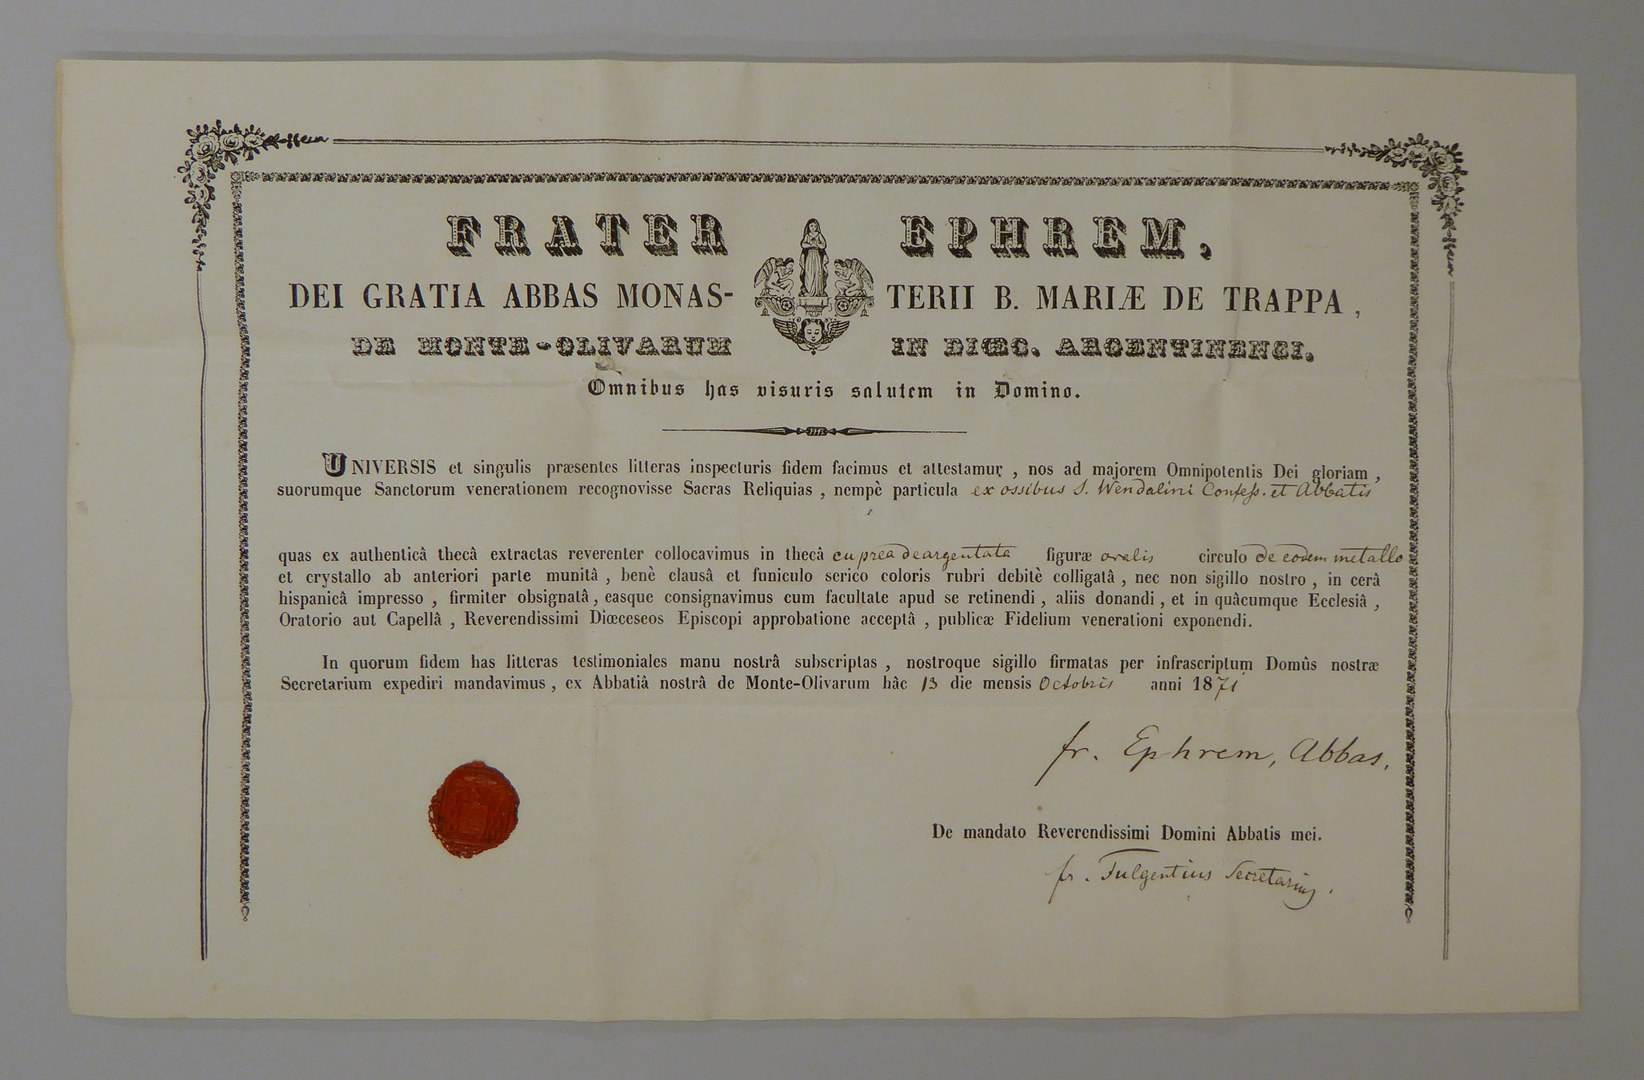 FRATER EPHREM,
DEI GRATIA ABBAS MONAS- TERII B. MARIÆ DE TRAPPA,
DE MONTE-OLIVARUM IN DIŒC. ARGENTINENSI.
Omnibus has visuris salutem in Domino.
UNIVERSIS et singulis præsentes litteras inspecturis fidem facimus et attestamur, nos ad majorem Omnipotentis Dei gloriam,
suorumque Sanctorum venerationem recognovisse Sacras Reliquias, nempè particula ex ossibus S. Wendalini Confess. et Abbatis
quas ex authenticâ thecâ extractas reverenter collocavimus in thecâ cuprea deargentata figuræ ovalis circulo de eodem metallo
et crystallo ab anteriori parte munitâ, benè clausâ et funiculo serico coloris rubri debitè colligatâ, nec non sigillo nostro, in cerâ
hispanicâ impresso, firmiter obsignatâ, easque consignavimus cum facultate apud se retinendi, aliis donandi, et in quâcumque Ecclesiâ,
Oratorio aut Capellâ, Reverendissimi Diœceseos Episcopi approbatione acceptâ, publicæ Fidelium venerationi exponendi.
In quorum fidem has litteras testimoniales manu nostrâ subscriptas, nostroque sigillo firmatas per infrascriptum Domûs nostræ
Secretarium expediri mandavimus, ex Abbatiâ nostrâ de Monte-Olivarum hâc 13 die mensis Octobris anni 1871
fr. Ephrem, Abbas.
De mandato Reverendissimi Domini Abbatis mei.
fr. Fulgentius Secretarius.